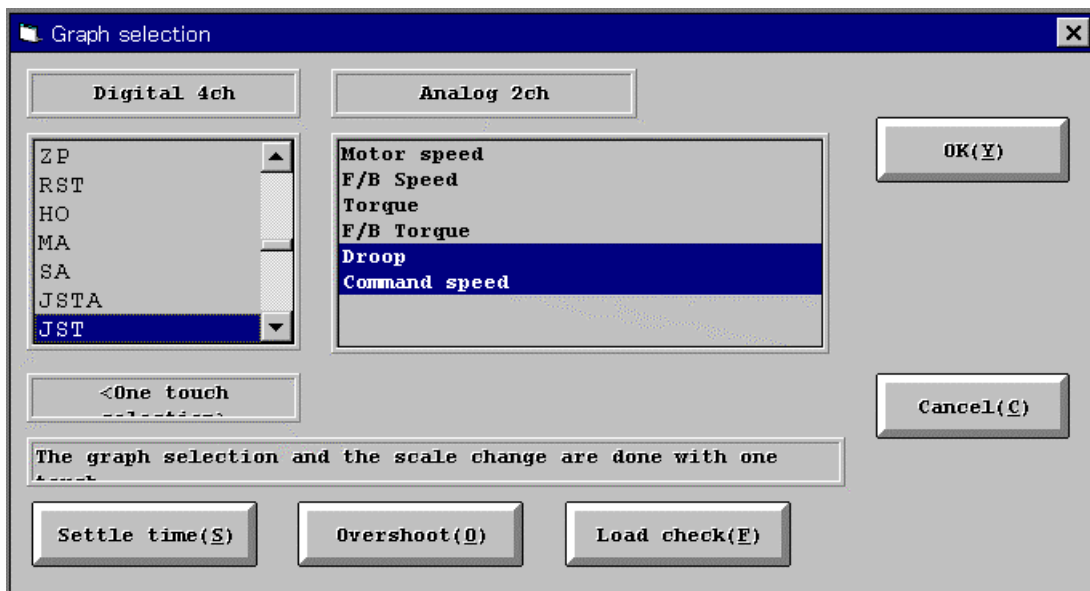 Graph selection
Digital 4ch
Analog 2ch
ZP
RST
HO
MA
SA
JSTA
JST
Motor speed
F/B Speed
Torque
F/B Torque
Droop
Command speed
OK(Y)
<One touch
Cancel(C)
The graph selection and the scale change are done with one
Settle time(S)
Overshoot(O)
Load check(F)